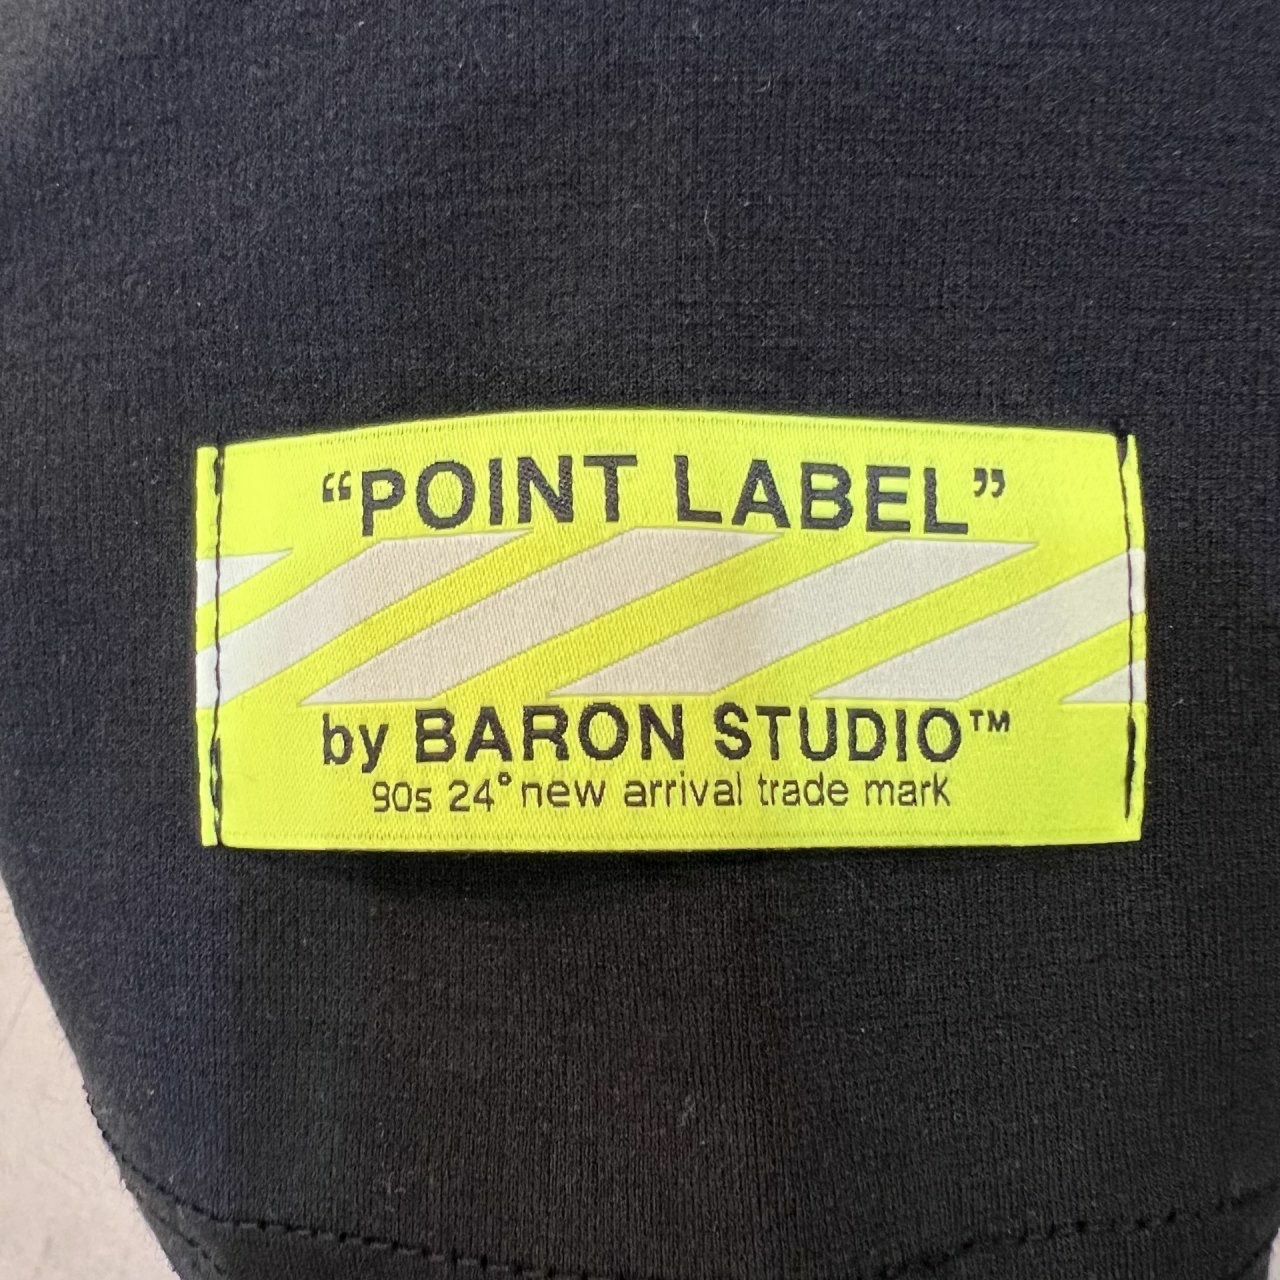 “POINT LABEL”
by BARON STUDIO™
90s 24° new arrival trade mark